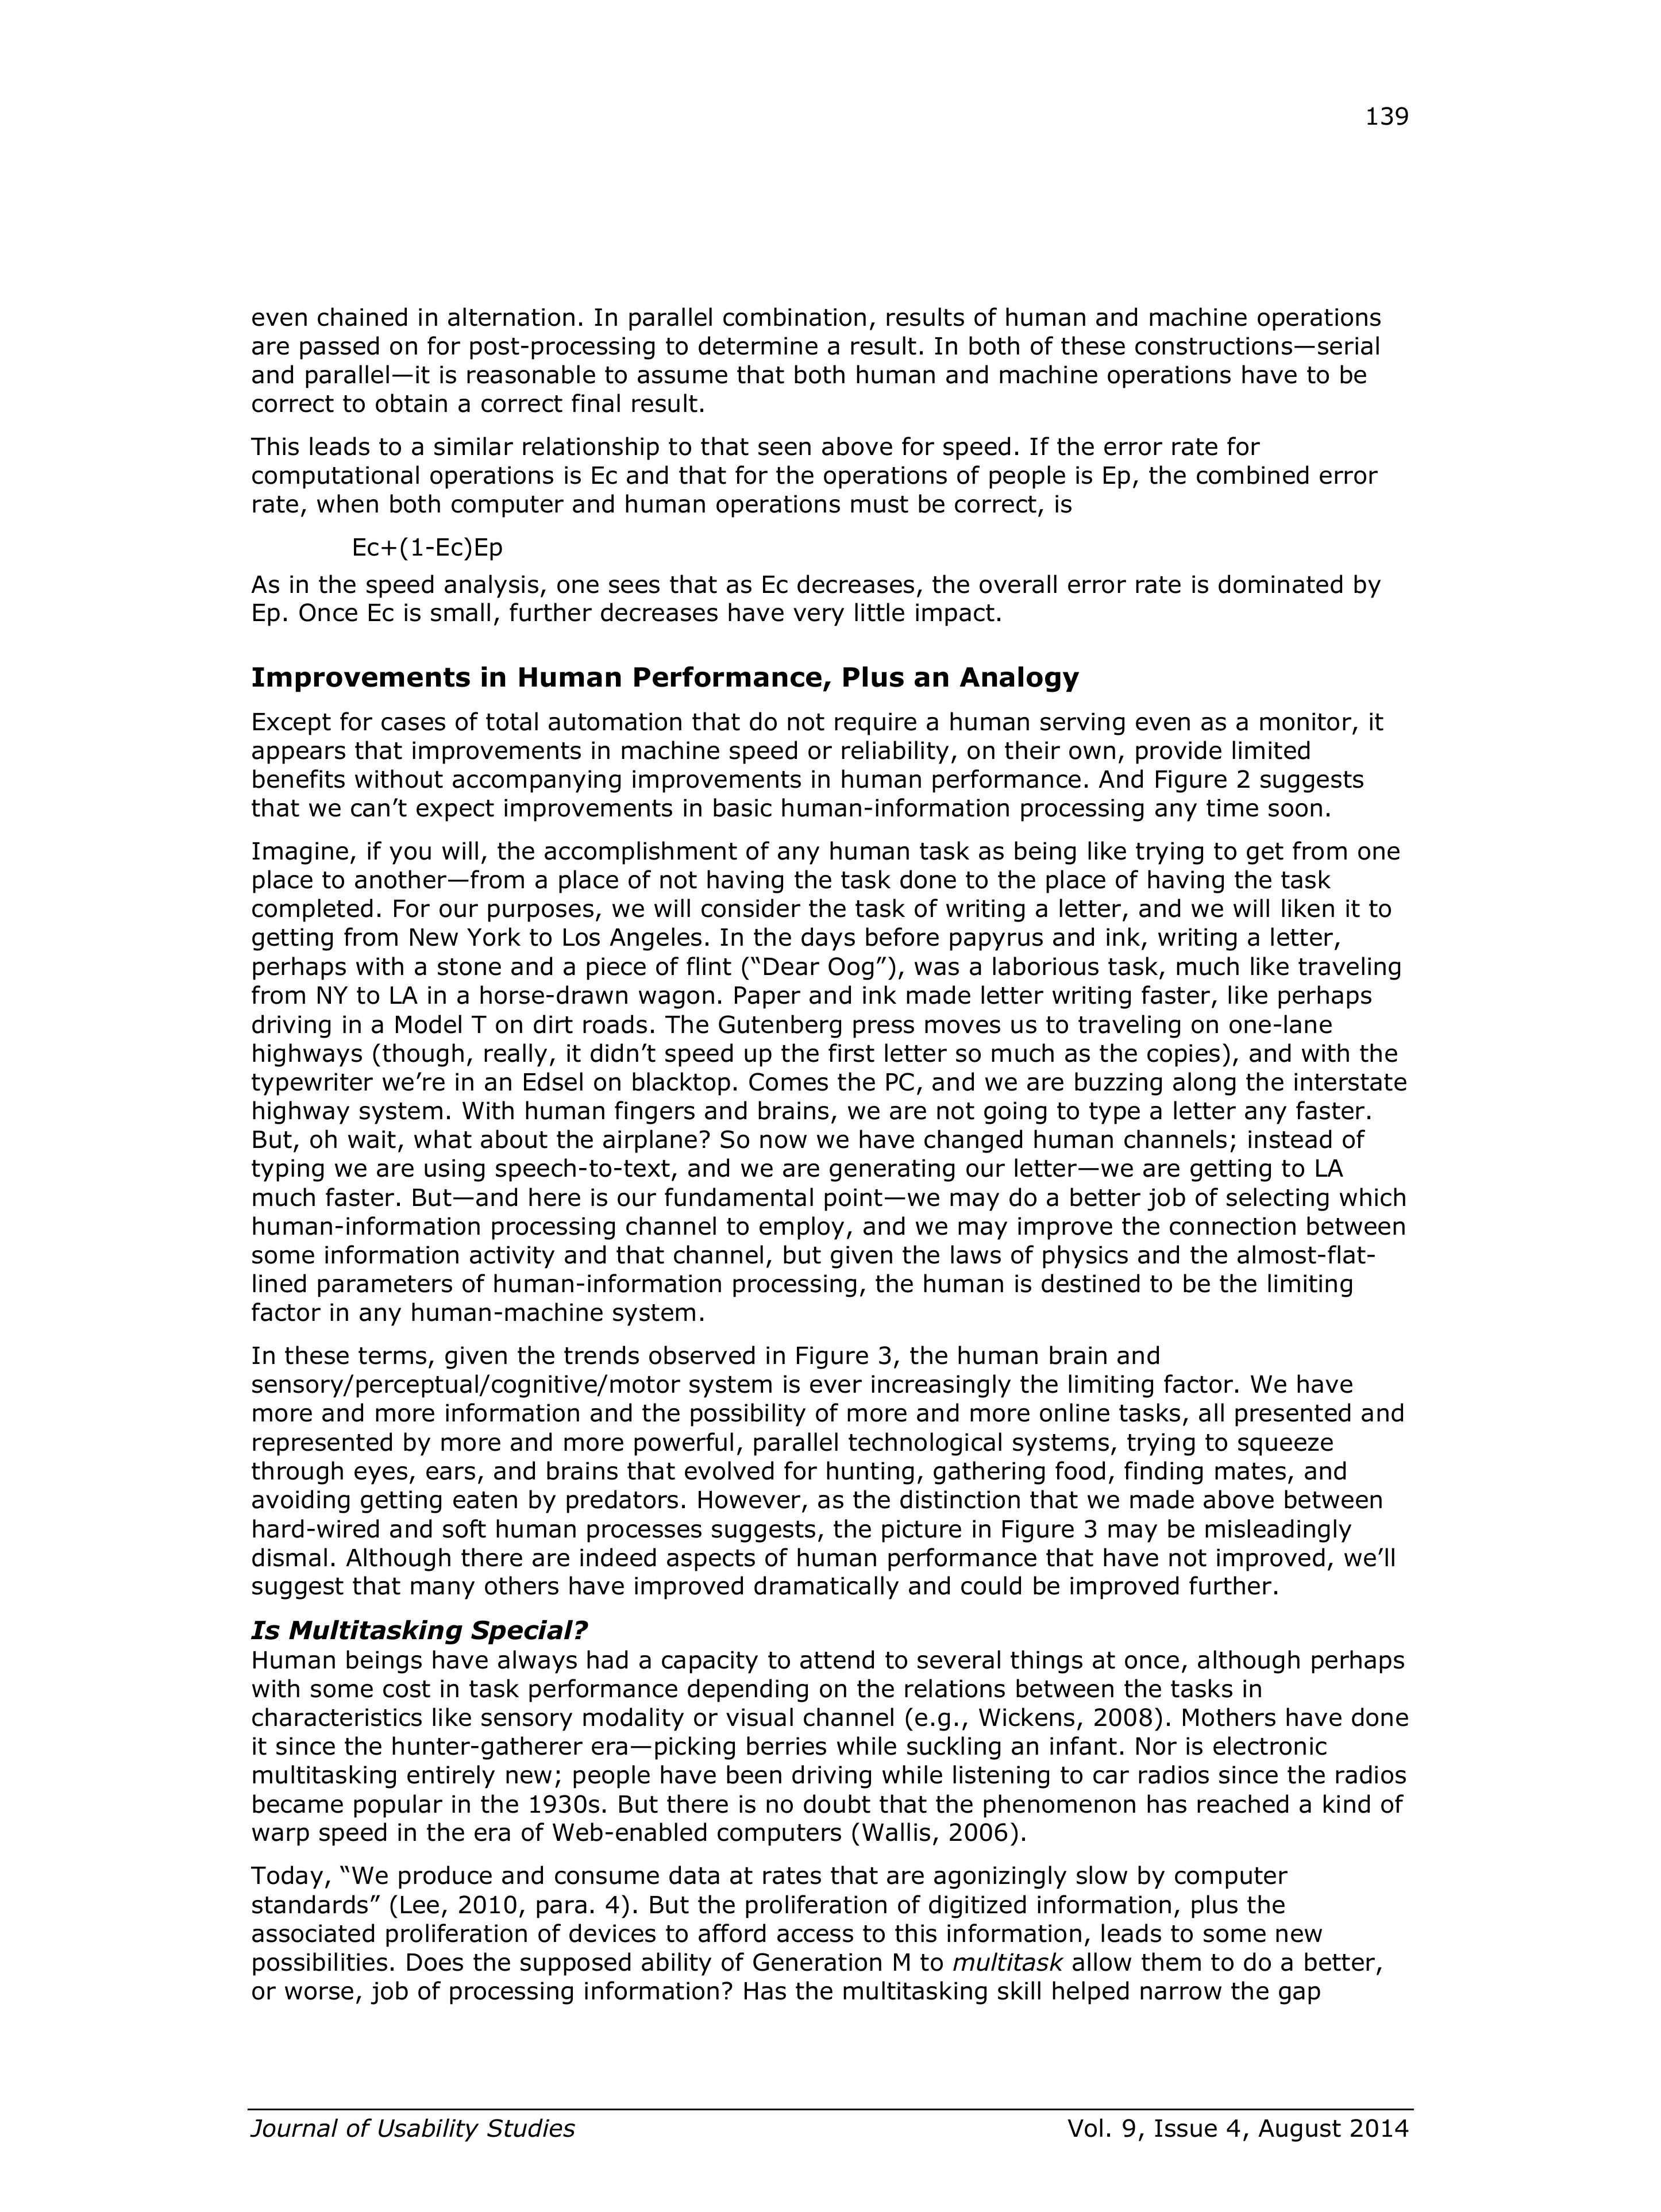 139
even chained in alternation. In parallel combination, results of human and machine operations
are passed on for post-processing to determine a result. In both of these constructions—serial
and parallel—it is reasonable to assume that both human and machine operations have to be
correct to obtain a correct final result.
This leads to a similar relationship to that seen above for speed. If the error rate for
computational operations is Ec and that for the operations of people is Ep, the combined error
rate, when both computer and human operations must be correct, is
Ec+(1-Ec)Ep
As in the speed analysis, one sees that as Ec decreases, the overall error rate is dominated by
Ep. Once Ec is small, further decreases have very little impact.
Improvements in Human Performance, Plus an Analogy
Except for cases of total automation that do not require a human serving even as a monitor, it
appears that improvements in machine speed or reliability, on their own, provide limited
benefits without accompanying improvements in human performance. And Figure 2 suggests
that we can’t expect improvements in basic human-information processing any time soon.
Imagine, if you will, the accomplishment of any human task as being like trying to get from one
place to another—from a place of not having the task done to the place of having the task
completed. For our purposes, we will consider the task of writing a letter, and we will liken it to
getting from New York to Los Angeles. In the days before papyrus and ink, writing a letter,
perhaps with a stone and a piece of flint (“Dear Oog”), was a laborious task, much like traveling
from NY to LA in a horse-drawn wagon. Paper and ink made letter writing faster, like perhaps
driving in a Model T on dirt roads. The Gutenberg press moves us to traveling on one-lane
highways (though, really, it didn’t speed up the first letter so much as the copies), and with the
typewriter we’re in an Edsel on blacktop. Comes the PC, and we are buzzing along the interstate
highway system. With human fingers and brains, we are not going to type a letter any faster.
But, oh wait, what about the airplane? So now we have changed human channels; instead of
typing we are using speech-to-text, and we are generating our letter—we are getting to LA
much faster. But—and here is our fundamental point—we may do a better job of selecting which
human-information processing channel to employ, and we may improve the connection between
some information activity and that channel, but given the laws of physics and the almost-flat-
lined parameters of human-information processing, the human is destined to be the limiting
factor in any human-machine system.
In these terms, given the trends observed in Figure 3, the human brain and
sensory/perceptual/cognitive/motor system is ever increasingly the limiting factor. We have
more and more information and the possibility of more and more online tasks, all presented and
represented by more and more powerful, parallel technological systems, trying to squeeze
through eyes, ears, and brains that evolved for hunting, gathering food, finding mates, and
avoiding getting eaten by predators. However, as the distinction that we made above between
hard-wired and soft human processes suggests, the picture in Figure 3 may be misleadingly
dismal. Although there are indeed aspects of human performance that have not improved, we’ll
suggest that many others have improved dramatically and could be improved further.
Is Multitasking Special?
Human beings have always had a capacity to attend to several things at once, although perhaps
with some cost in task performance depending on the relations between the tasks in
characteristics like sensory modality or visual channel (e.g., Wickens, 2008). Mothers have done
it since the hunter-gatherer era—picking berries while suckling an infant. Nor is electronic
multitasking entirely new; people have been driving while listening to car radios since the radios
became popular in the 1930s. But there is no doubt that the phenomenon has reached a kind of
warp speed in the era of Web-enabled computers (Wallis, 2006).
Today, “We produce and consume data at rates that are agonizingly slow by computer
standards” (Lee, 2010, para. 4). But the proliferation of digitized information, plus the
associated proliferation of devices to afford access to this information, leads to some new
possibilities. Does the supposed ability of Generation M to multitask allow them to do a better,
or worse, job of processing information? Has the multitasking skill helped narrow the gap
Journal of Usability Studies Vol. 9, Issue 4, August 2014